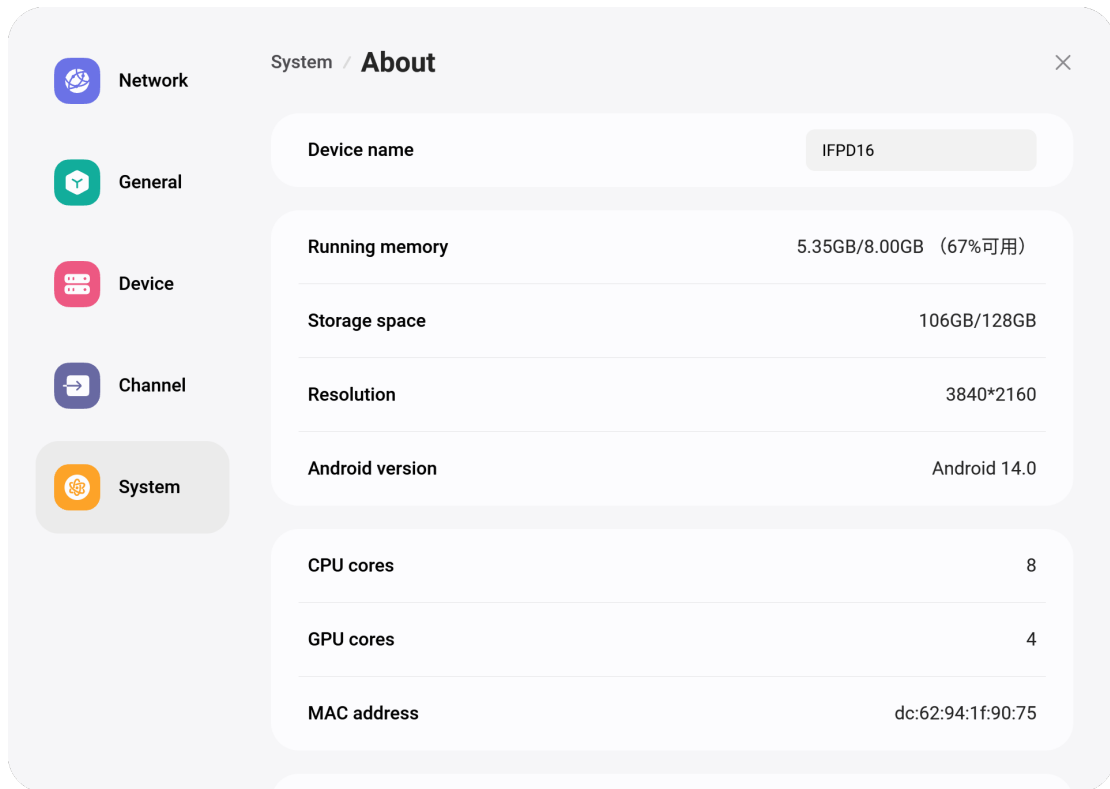 Network
General
Device
Channel
System
System / About
Device name IFPD16
Running memory 5.35GB/8.00GB （67%可用）
Storage space 106GB/128GB
Resolution 3840*2160
Android version Android 14.0
CPU cores 8
GPU cores 4
MAC address dc:62:94:1f:90:75